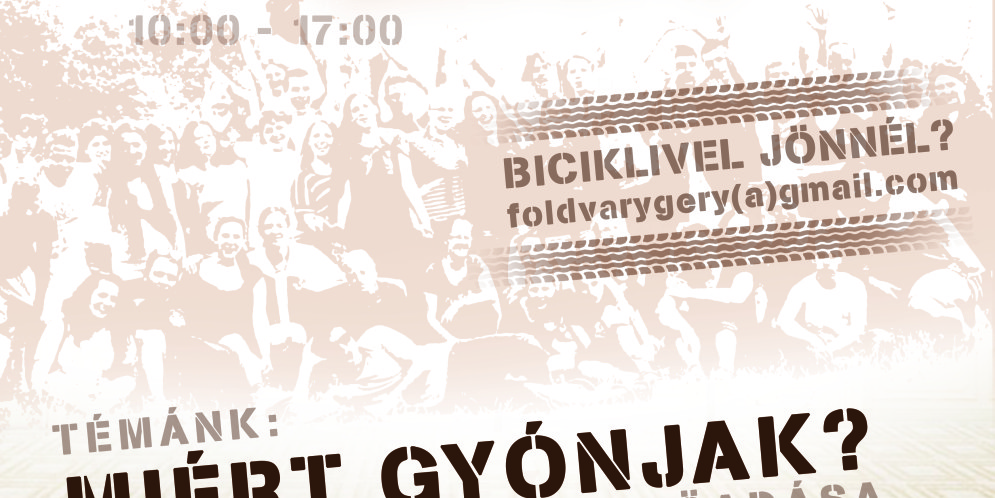 10:00 - 17:00
BICIKLIVEL JÖNNÉL?
foldvarygery(a)gmail.com
TÉMÁNK:
MIÉRT GYÓNJAK?